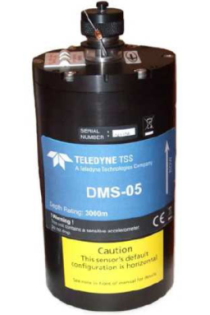 SERIAL
NUMBER
TELEDYNE TSS
A Teledyne Technologies Company
DMS-05
Depth Rating: 3000m
Warning !
Caution
This sensor's default
configuration is horizontal